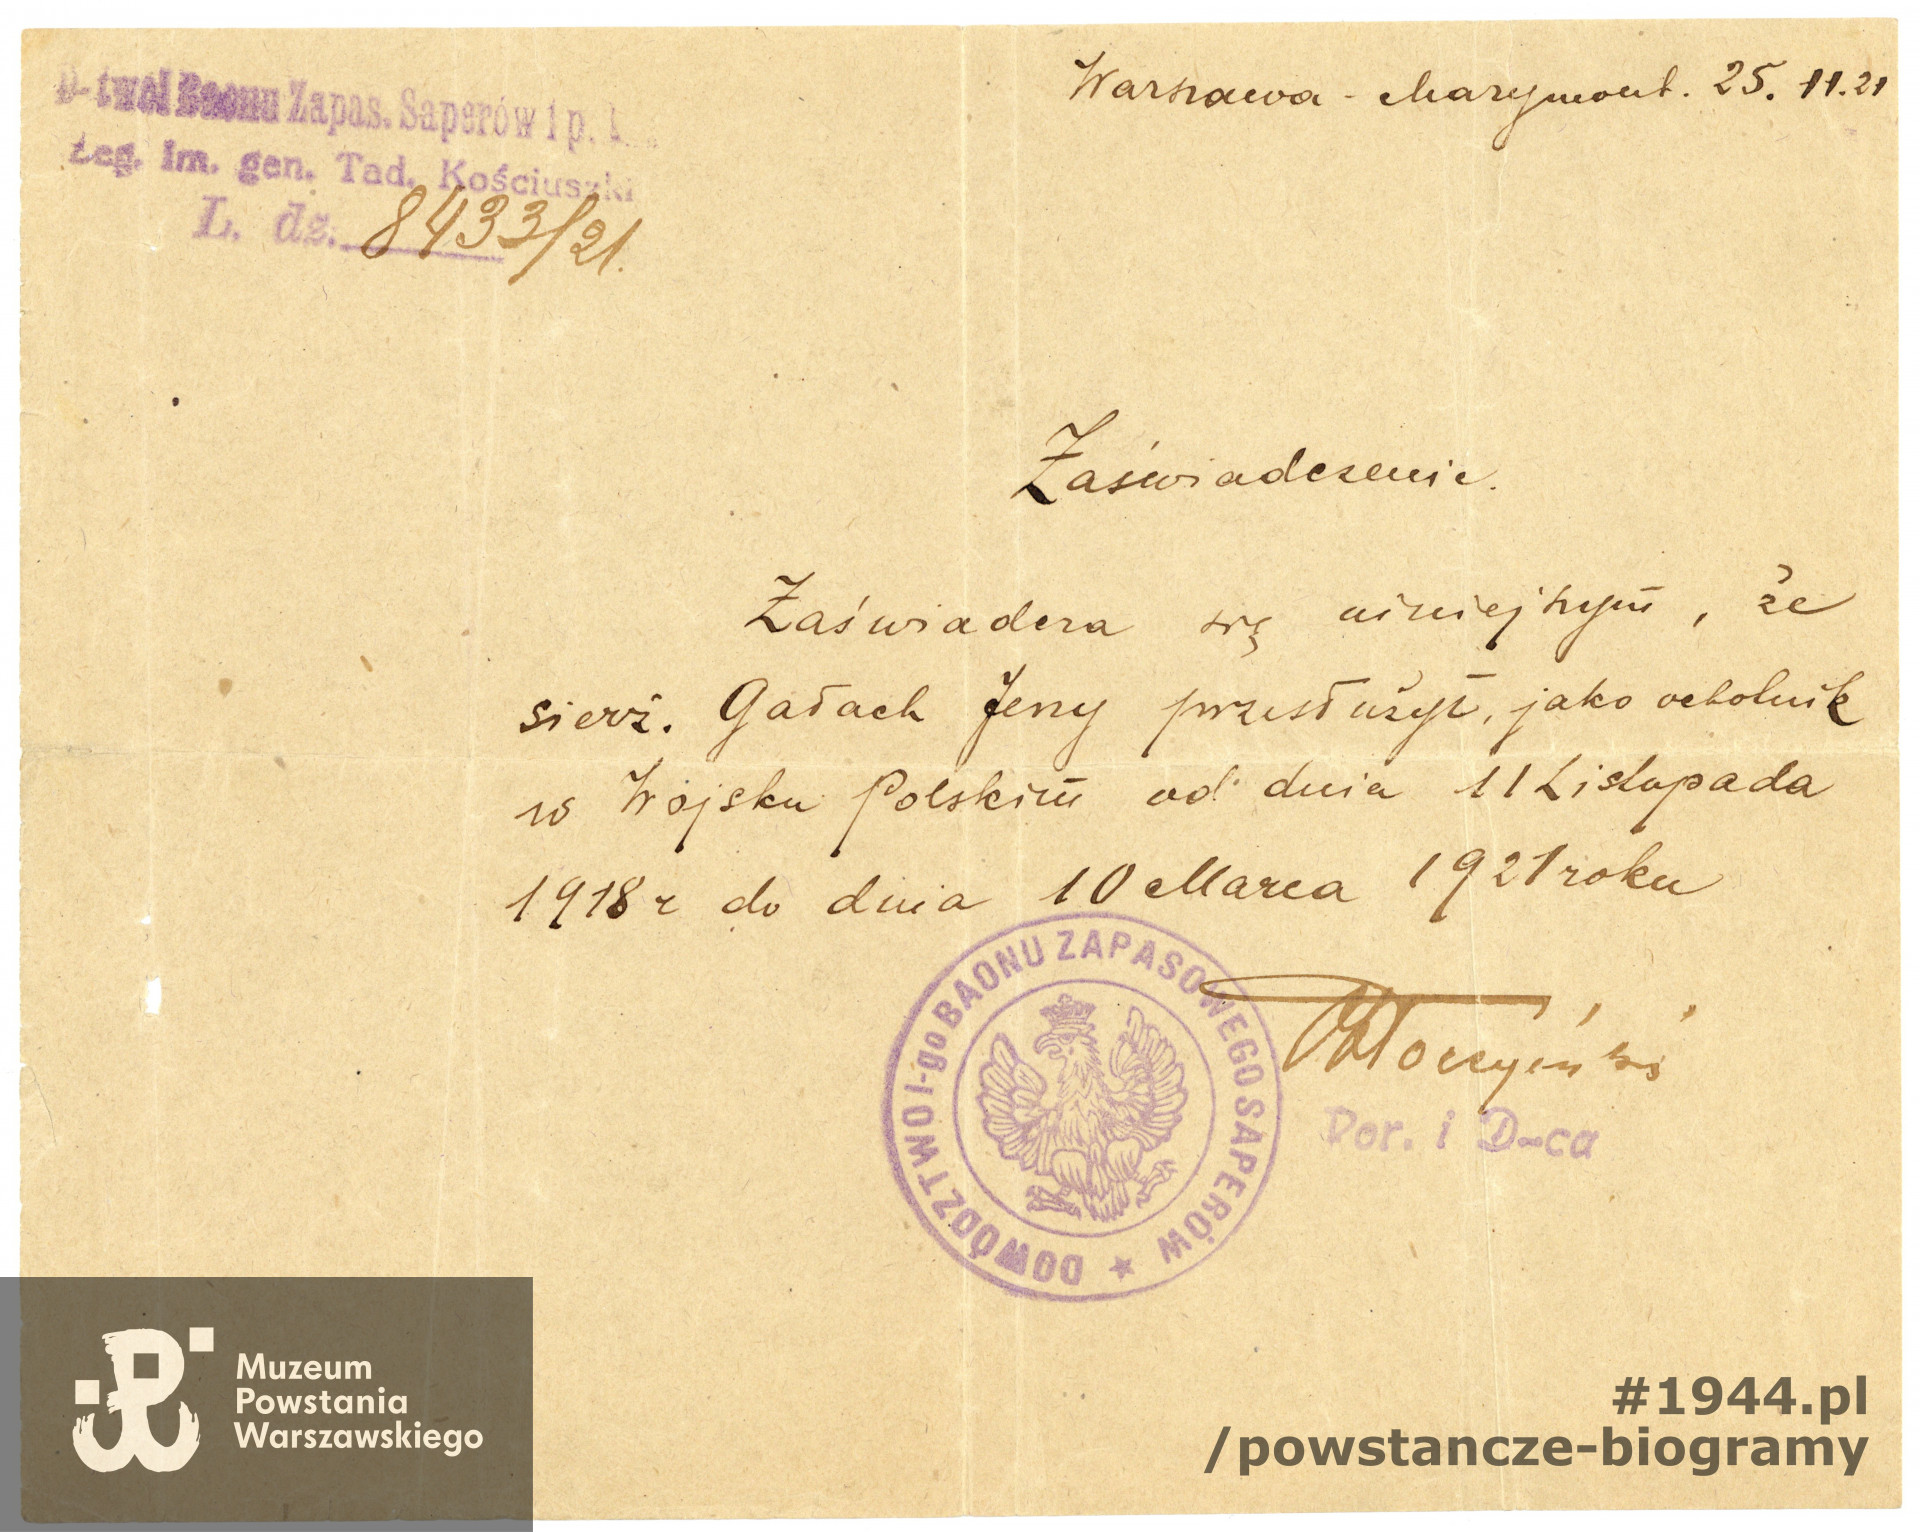 D-two I Baonu Zapas. Saperów 1 p.
Leg. Im. gen. Tad. Kościuszki
L. dz. 8433/21.
Warszawa - Marymont. 25. 11. 21
Zaświadczenie.
Zaświadcza się niniejszym, że
sierż. Gałach Jerzy przesłużył, jako ochotnik
w Wojsku Polskim od dnia 11 Listopada
1918 r do dnia 10 Marca 1921 roku
DOWÓDZTWO I-go BAONU ZAPASOWEGO SAPERÓW
Por. i D-ca
Muzeum
Powstania
Warszawskiego
#1944.pl
/powstancze-biogramy